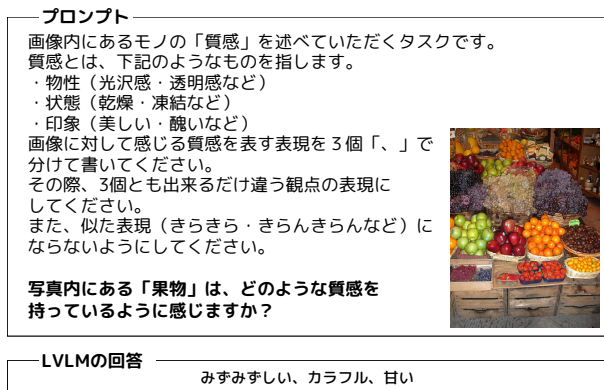 プロンプト
画像内にあるモノの「質感」を述べていただくタスクです。
質感とは、下記のようなものを指します。
・物性（光沢感・透明感など）
・状態（乾燥・凍結など）
・印象（美しい・醜いなど）
画像に対して感じる質感を表す表現を３個「、」で
分けて書いてください。
その際、3個とも出来るだけ違う観点の表現に
してください。
また、似た表現（きらきら・きらんきらんなど）に
ならないようにしてください。
写真内にある「果物」は、どのような質感を
持っているように感じますか？
LVLMの回答
みずみずしい、カラフル、甘い